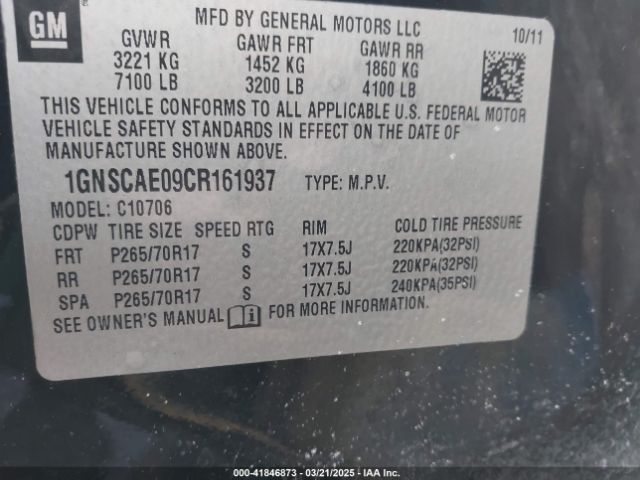 GM
MFD BY GENERAL MOTORS LLC
10/11
GVWR GAWR FRT GAWR RR
3221 KG 1452 KG 1860 KG
7100 LB 3200 LB 4100 LB
THIS VEHICLE CONFORMS TO ALL APPLICABLE U.S. FEDERAL MOTOR
VEHICLE SAFETY STANDARDS IN EFFECT ON THE DATE OF
MANUFACTURE SHOWN ABOVE.
1GNSCAE09CR161937 TYPE: M.P.V.
MODEL: C10706
CDPW TIRE SIZE SPEED RTG RIM COLD TIRE PRESSURE
FRT P265/70R17 S 17X7.5J 220KPA(32PSI)
RR P265/70R17 S 17X7.5J 220KPA(32PSI)
SPA P265/70R17 S 17X7.5J 240KPA(35PSI)
SEE OWNER'S MANUAL FOR MORE INFORMATION.
000-41846873 — 03/21/2025 — IAA Inc.